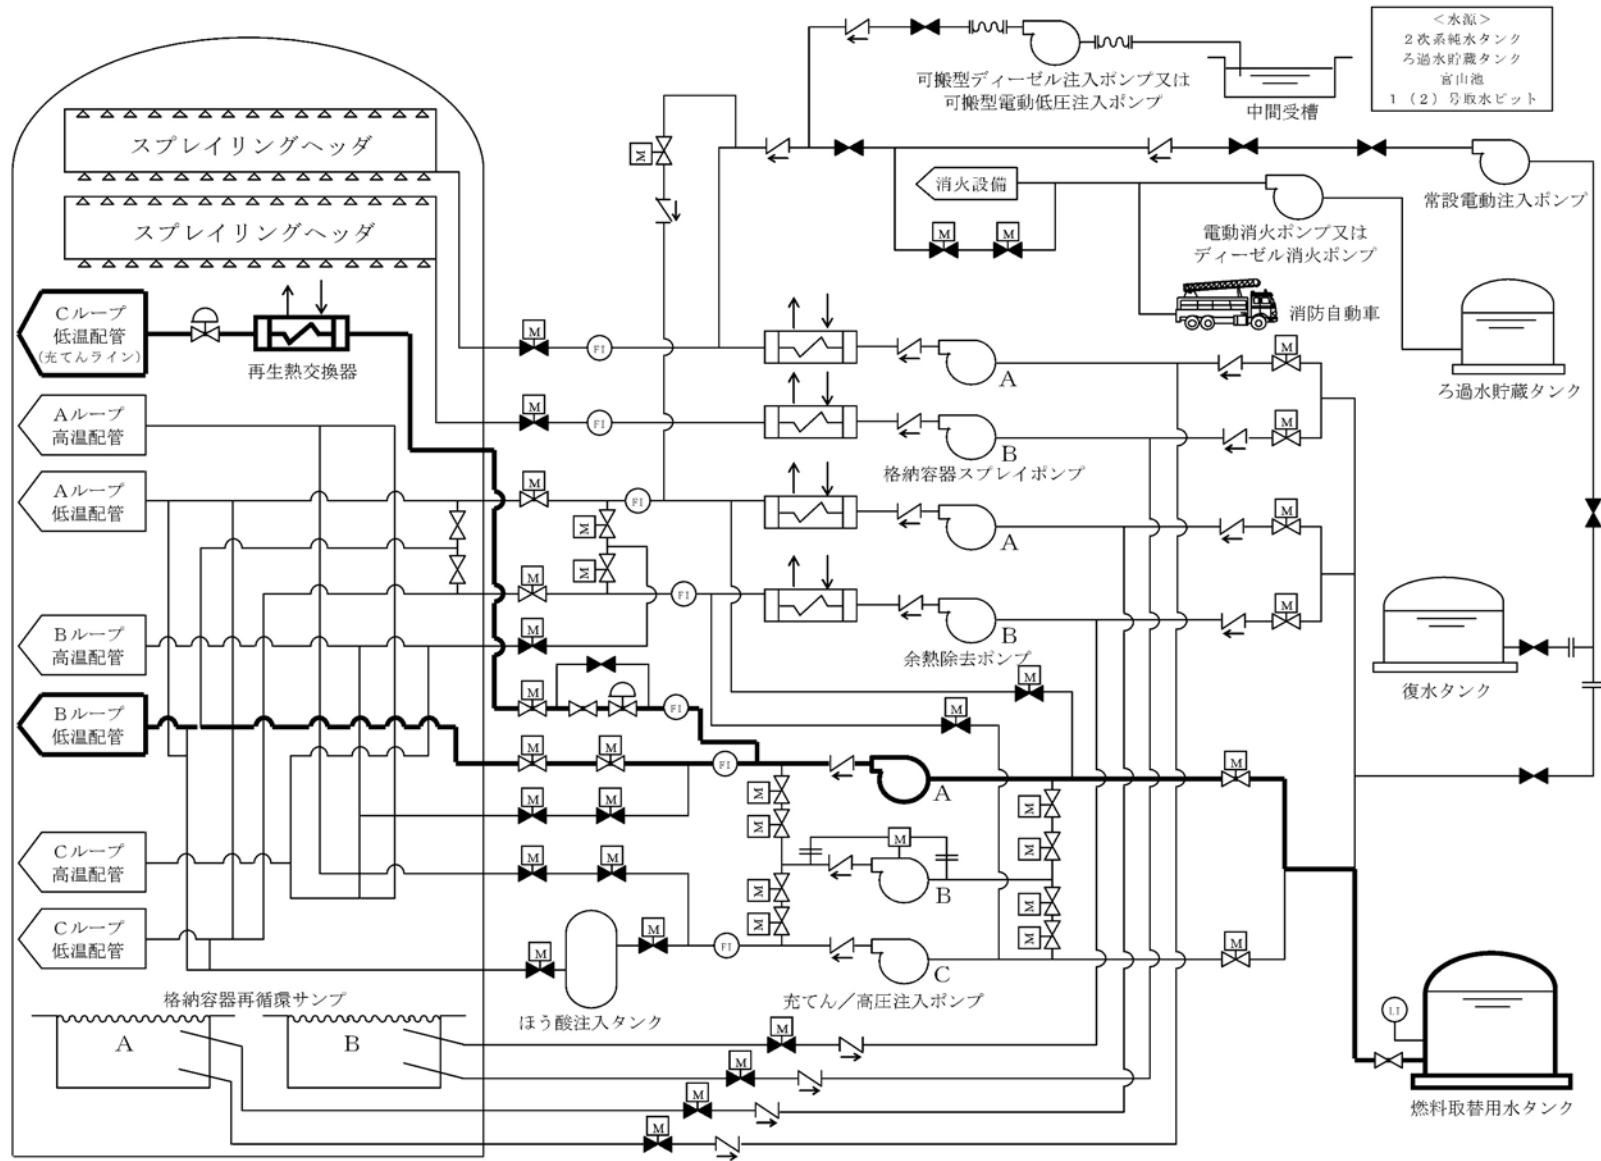 <水源>
2次系純水タンク
ろ過水貯蔵タンク
宮山池
1(2)号取水ピット
可搬型ディーゼル注入ポンプ又は
可搬型電動低圧注入ポンプ
中間受槽
スプレイリングヘッダ
スプレイリングヘッダ
M
消火設備
常設電動注入ポンプ
M
M
電動消火ポンプ又は
ディーゼル消火ポンプ
消防自動車
ろ過水貯蔵タンク
Cループ
低温配管
(充てんライン)
再生熱交換器
M
FI
A
M
Aループ
高温配管
M
FI
B
M
格納容器スプレイポンプ
Aループ
低温配管
M
FI
M
A
M
M
M
FI
B
M
余熱除去ポンプ
Bループ
高温配管
M
復水タンク
M
M
FI
M
Bループ
低温配管
M
M
FI
A
M
M
M
M
M
M
M
M
M
B
M
M
M
M
Cループ
高温配管
M
M
Cループ
低温配管
M
M
FI
C
M
充てん/高圧注入ポンプ
ほう酸注入タンク
格納容器再循環サンプ
A
B
M
M
M
M
LI
燃料取替用水タンク